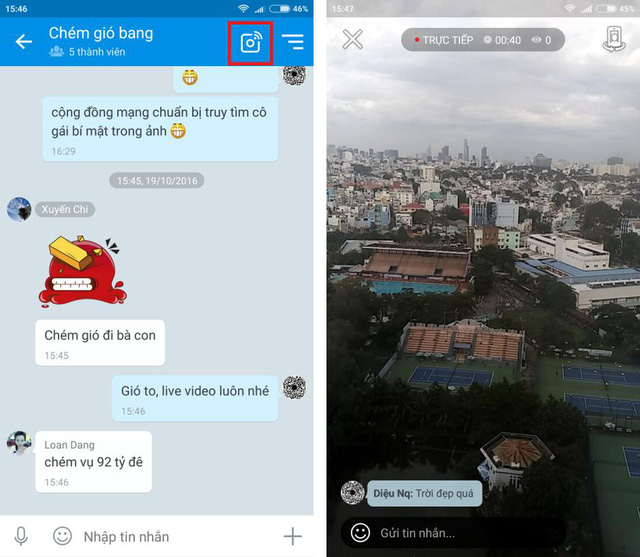 15:46
46%
Chém gió bang
5 thành viên
cộng đồng mạng chuẩn bị truy tìm cô
gái bí mật trong ảnh
16:29
15:45, 19/10/2016
Xuyến Chi
Chém gió đi bà con
15:45
Gió to, live video luôn nhé
15:46
Loan Dang
chém vụ 92 tỷ đê
15:46
Nhập tin nhắn
15:47
45%
TRỰC TIẾP 00:40 0
Diệu Nq: Trời đẹp quá
Gửi tin nhắn...